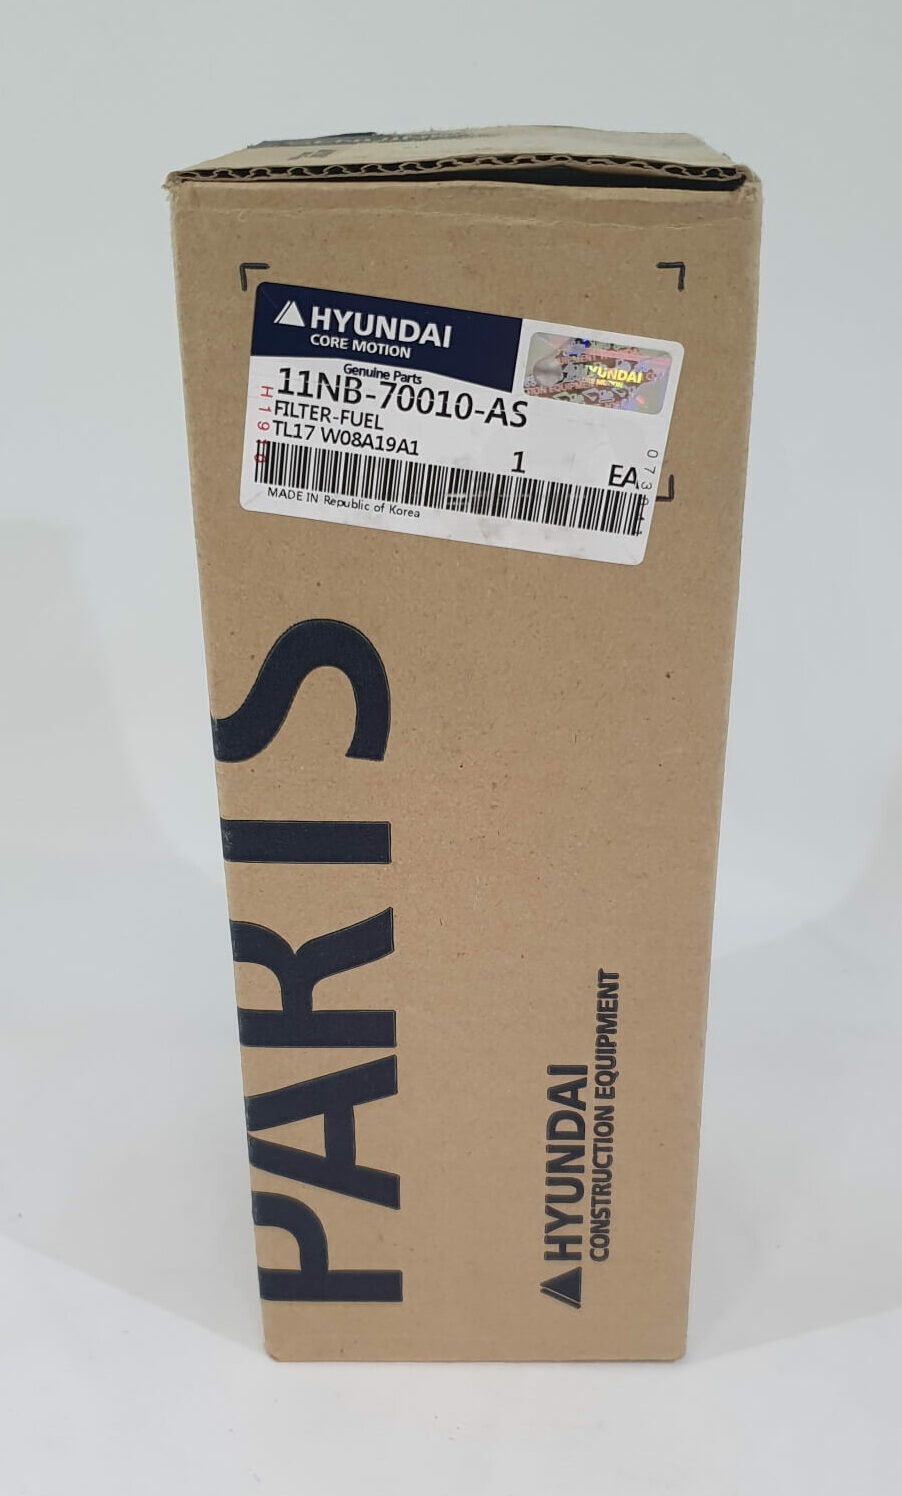 HYUNDAI
CORE MOTION
Genuine Parts
11NB-70010-AS
FILTER-FUEL
TL17 W08A19A1
1 EA
MADE IN Republic of Korea
HYUNDAI
PARTS
HYUNDAI
CONSTRUCTION EQUIPMENT